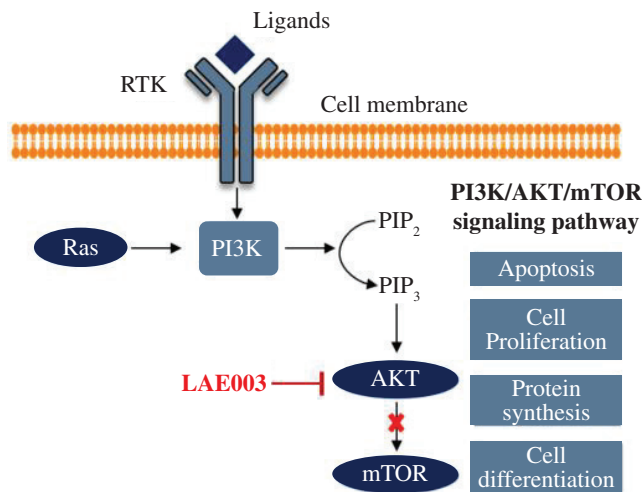 Ligands
RTK
Cell membrane
PI3K/AKT/mTOR
signaling pathway
Ras
PI3K
PIP2
PIP3
Apoptosis
Cell
Proliferation
LAE003
AKT
Protein
synthesis
mTOR
Cell
differentiation